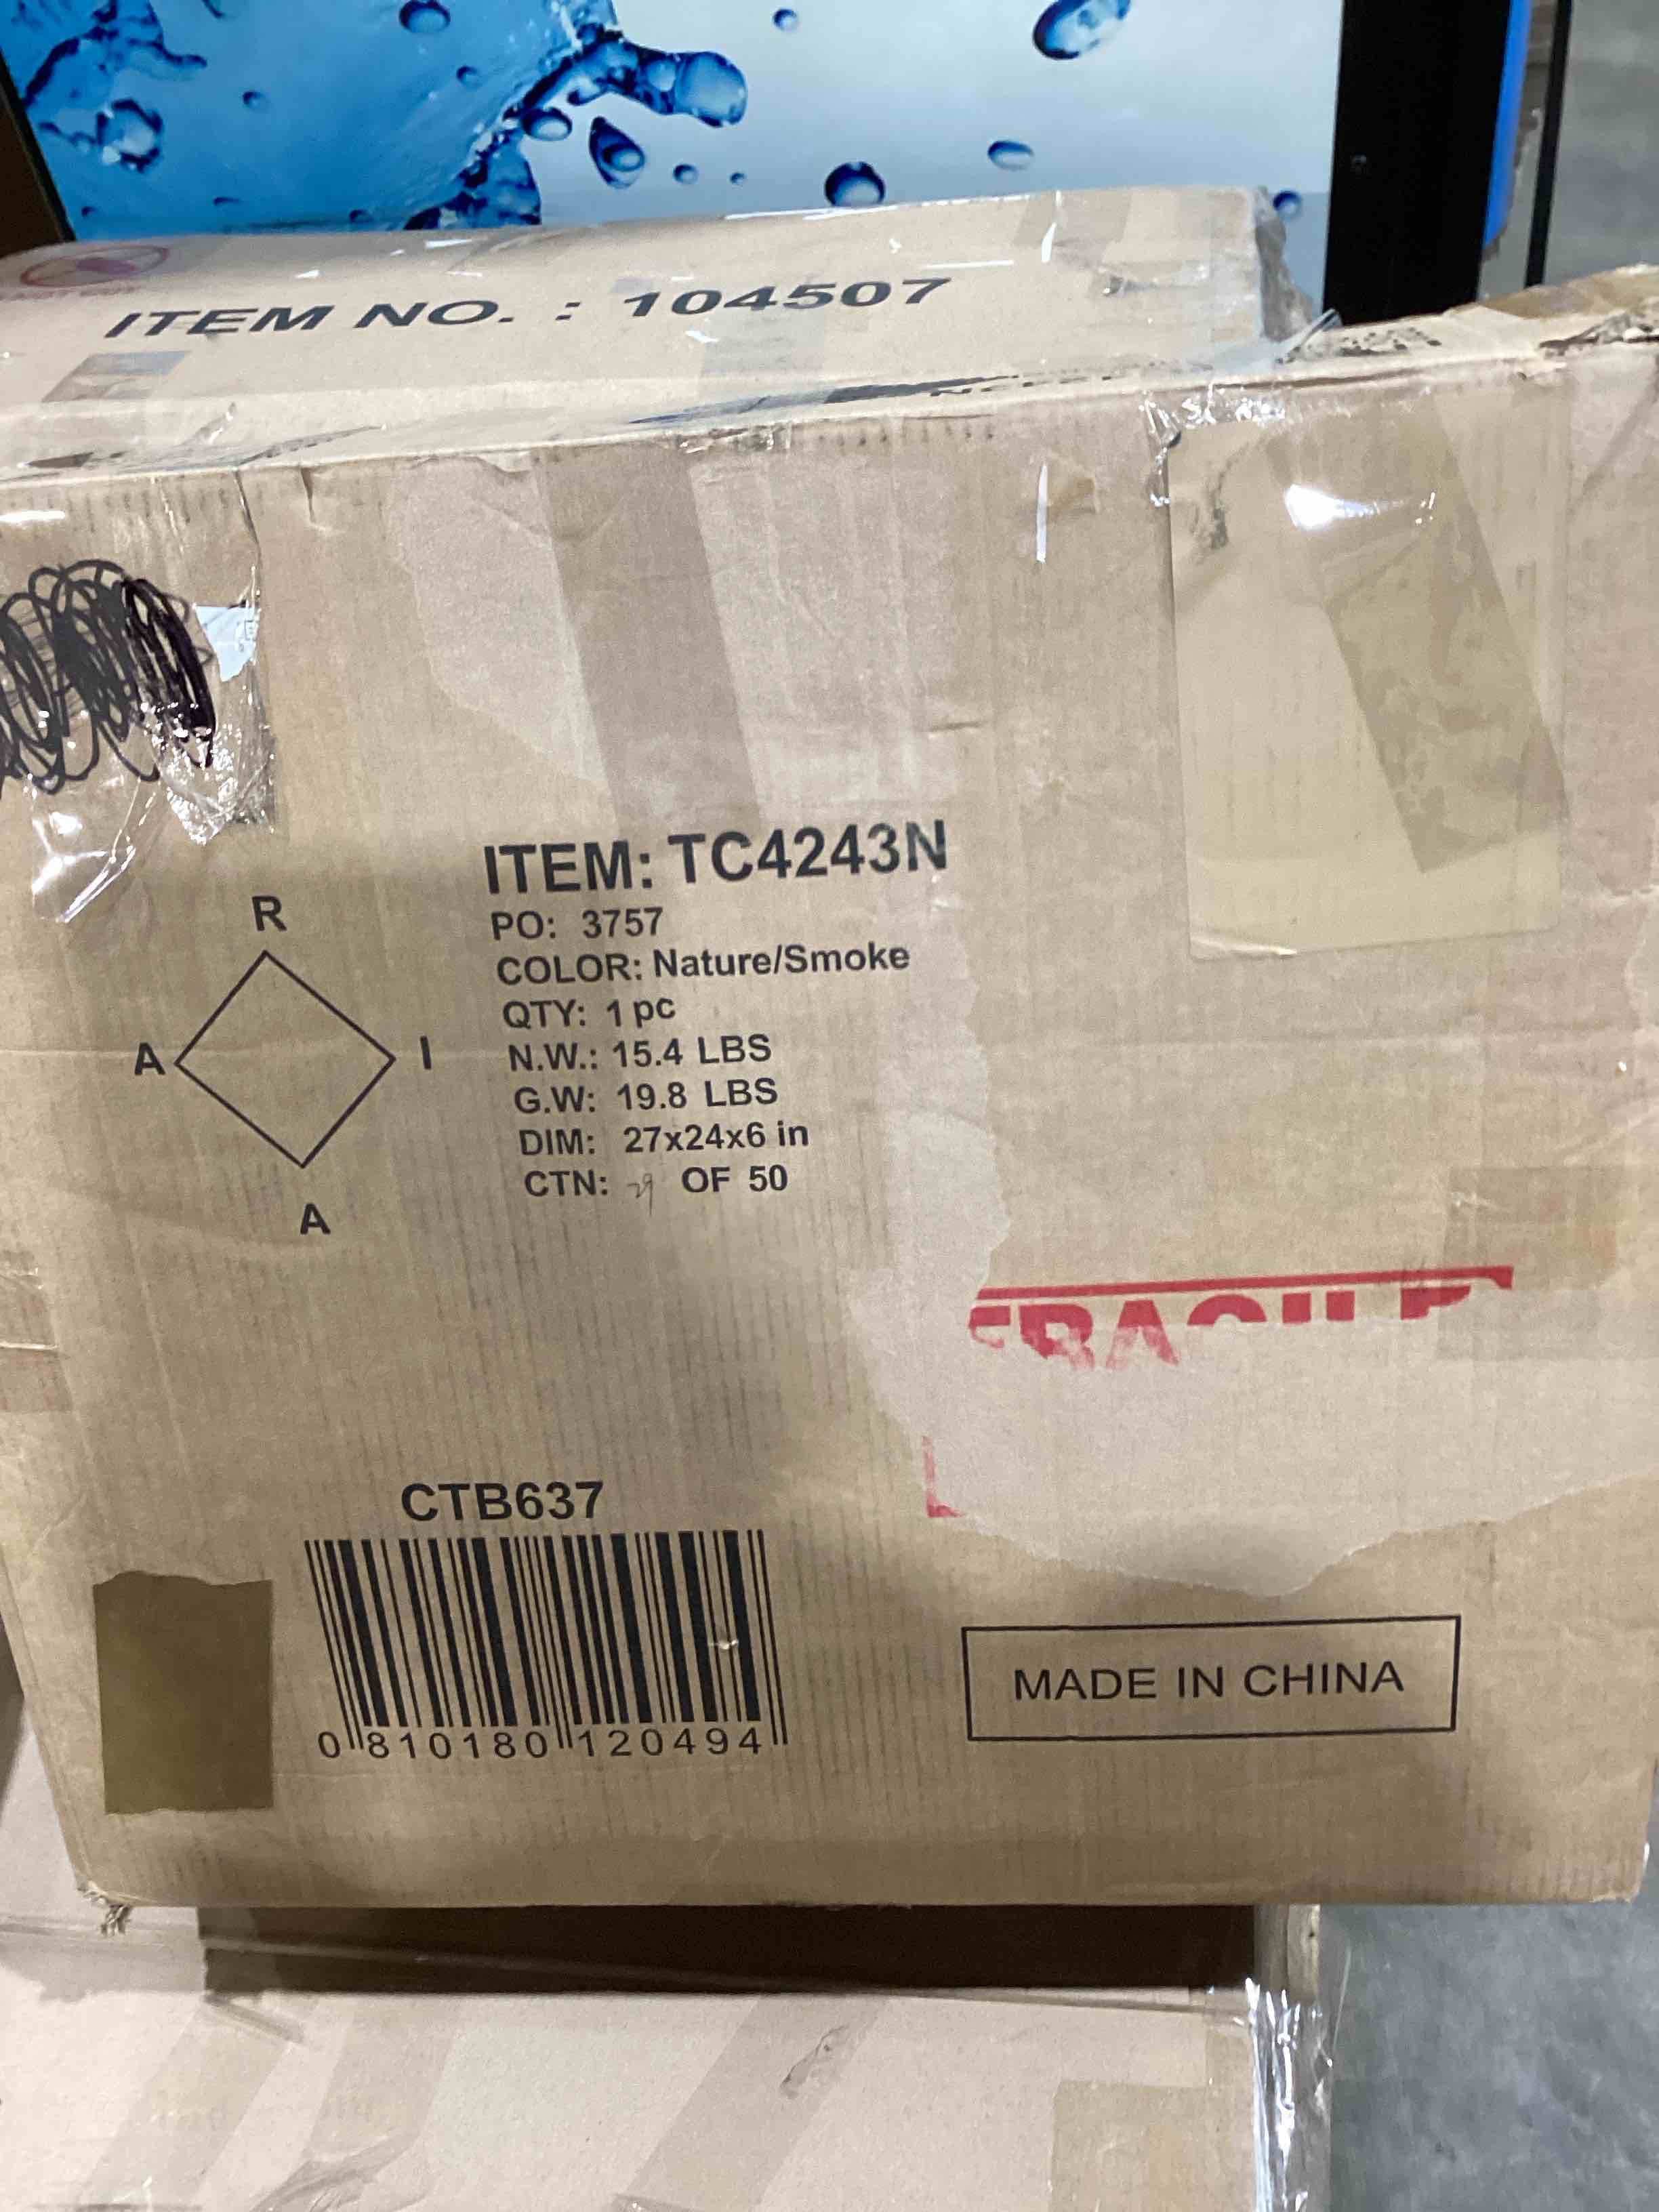 ITEM NO. : 104507
ITEM: TC4243N
PO: 3757
COLOR: Nature/Smoke
QTY: 1 pc
N.W.: 15.4 LBS
G.W: 19.8 LBS
DIM: 27x24x6 in
CTN: 29 OF 50
R
A I
A
FRAGILE
CTB637
0 810180 120494
MADE IN CHINA